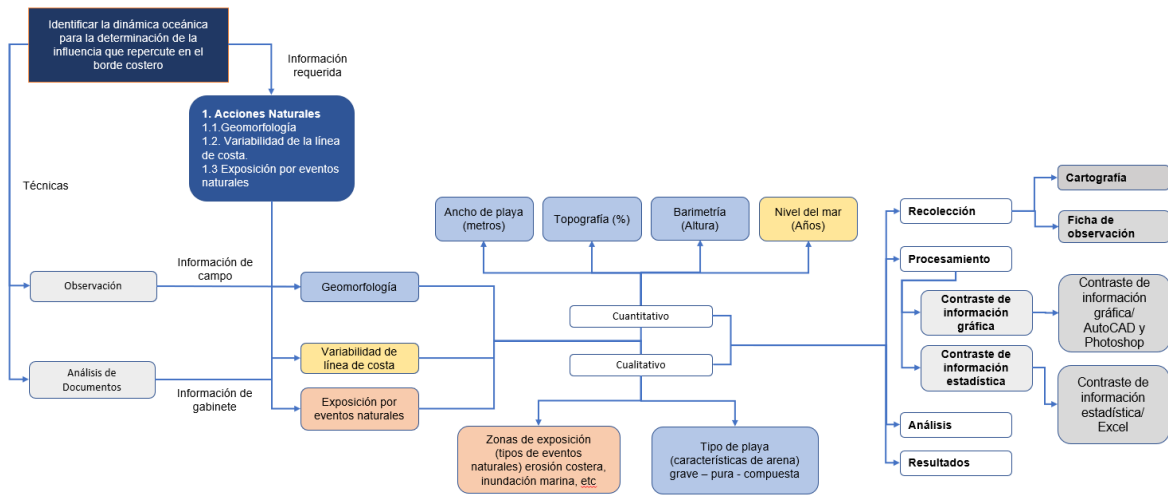 Identificar la dinámica oceánica
para la determinación de la
influencia que repercute en el
borde costero
Información
requerida
1. Acciones Naturales
1.1.Geomorfología
1.2. Variabilidad de la línea
de costa.
1.3 Exposición por eventos
naturales
Técnicas
Ancho de playa
(metros)
Topografía (%)
Barimetría
(Altura)
Nivel del mar
(Años)
Recolección
Cartografía
Ficha de
observación
Procesamiento
Observación
Información de
campo
Geomorfología
Cuantitativo
Contraste de
información
gráfica
Contraste de
información
gráfica/
AutoCAD y
Photoshop
Análisis de
Documentos
Información de
gabinete
Variabilidad de
línea de costa
Cualitativo
Contraste de
información
estadística
Contraste de
información
estadística/
Excel
Exposición por
eventos naturales
Zonas de exposición
(tipos de eventos
naturales) erosión costera,
inundación marina, etc
Tipo de playa
(características de arena)
grave – pura - compuesta
Análisis
Resultados